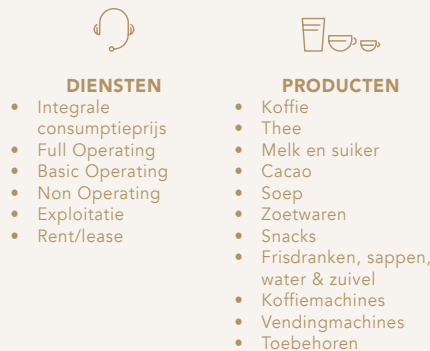 DIENSTEN
• Integrale
consumptieprijs
• Full Operating
• Basic Operating
• Non Operating
• Exploitatie
• Rent/lease
PRODUCTEN
• Koffie
• Thee
• Melk en suiker
• Cacao
• Soep
• Zoetwaren
• Snacks
• Frisdranken, sappen,
water & zuivel
• Koffiemachines
• Vendingmachines
• Toebehoren